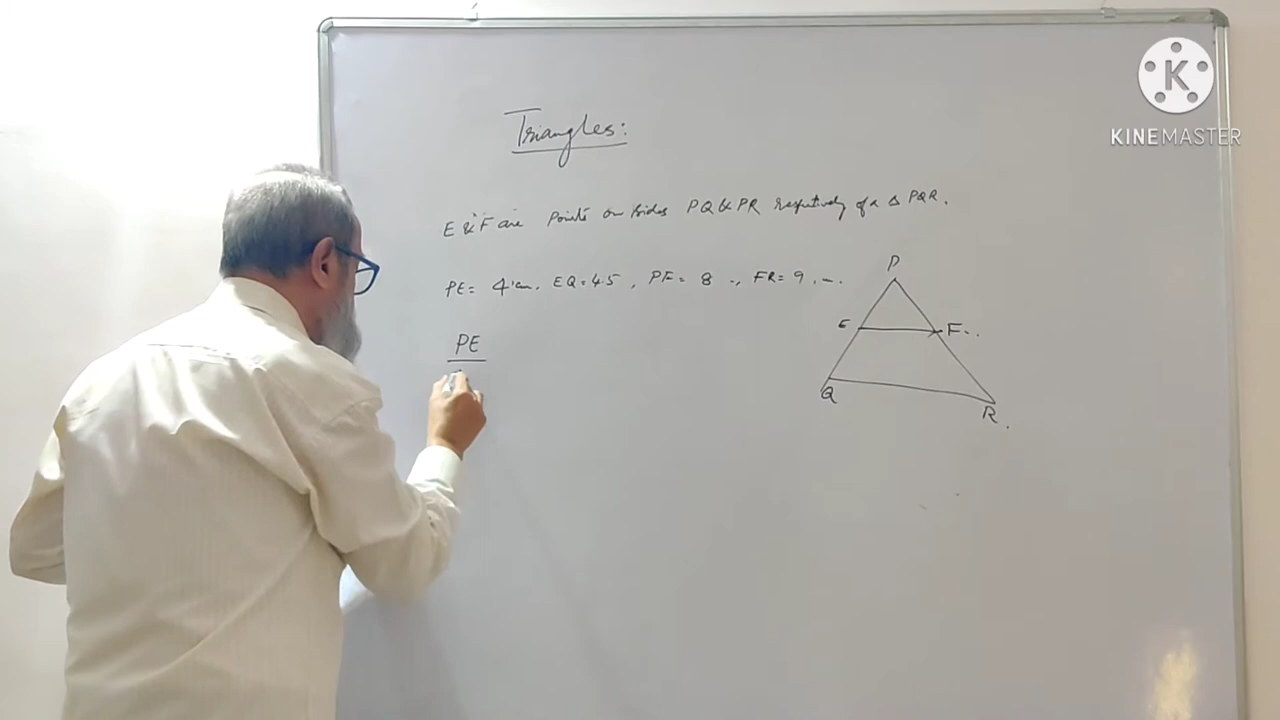 Triangles:
E & F are Points on sides PQ & PR respectively of a Δ PQR.
PE = 4 cm. EQ = 4.5, PF = 8 ., FR = 9. –.
PE
P
E
F.
Q
R.
K
KINEMASTER